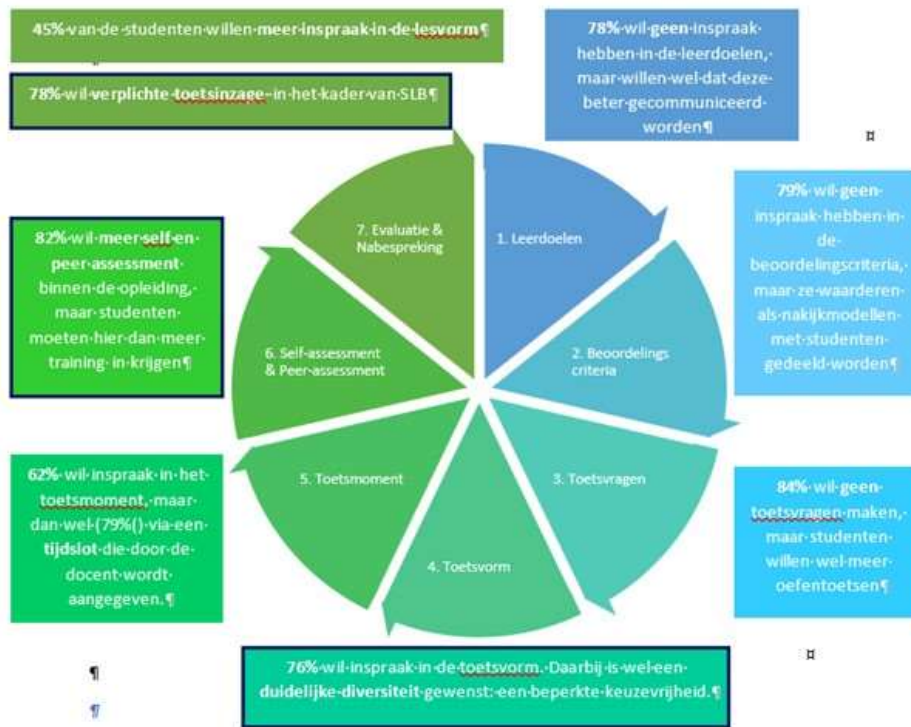 45% van de studenten willen meer inspraak in de lesvorm¶
78% wil verplichte toetsinzage in het kader van SLB¶
78% wil geen inspraak
hebben in de leerdoelen,
maar willen wel dat deze
beter gecommuniceerd
worden¶
¤
79% wil geen
inspraak hebben in
de
beoordelingscriteria,
maar ze waarderen
als nakijkmodellen
met studenten
gedeeld worden¶
84% wil geen
toetsvragen maken,
maar studenten
willen wel meer
oefentoetsen
¤
76% wil inspraak in de toetsvorm. Daarbij is wel een
duidelijke diversiteit gewenst: een beperkte keuzevrijheid.¶
62% wil inspraak in het
toetsmoment, maar
dan wel (79%() via een
tijdslot die door de
docent wordt
aangegeven.¶
¶
¶
82% wil meer self en
peer assessment
binnen de opleiding,
maar studenten
moeten hier dan meer
training in krijgen¶
1. Leerdoelen
2. Beoordelings
criteria
3. Toetsvragen
4. Toetsvorm
5. Toetsmoment
6. Self-assessment
& Peer-assessment
7. Evaluatie &
Nabespreking